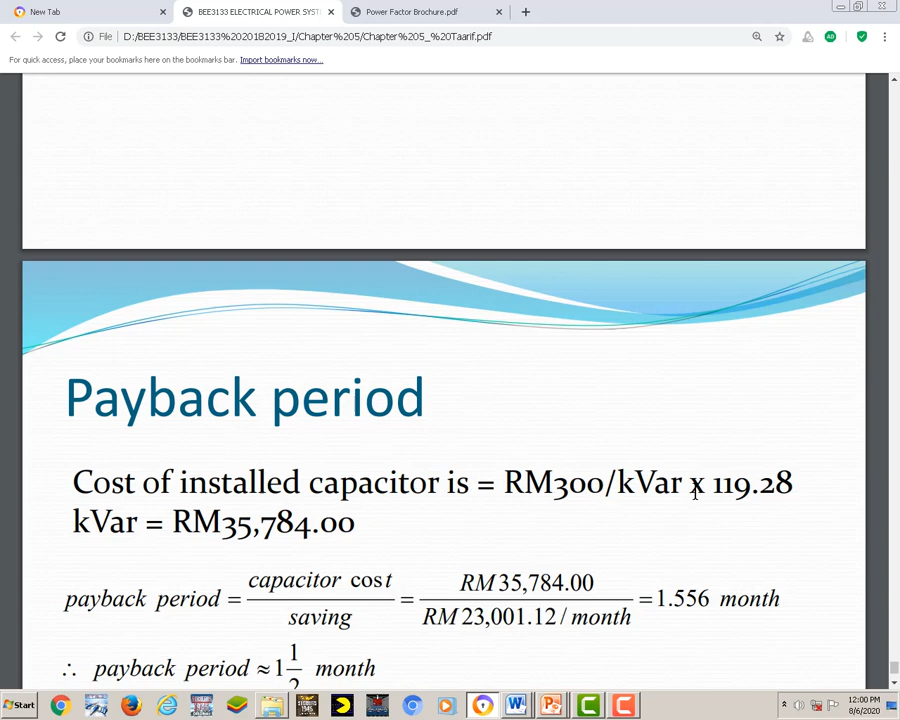 New Tab
BEE3133 ELECTRICAL POWER SYST
Power Factor Brochure.pdf
File D:/BEE3133/BEE3133%2020182019_I/Chapter%205/Chapter%205_%20Taarif.pdf
For quick access, place your bookmarks here on the bookmarks bar. Import bookmarks now...
Payback period
Cost of installed capacitor is = RM300/kVar x 119.28
kVar = RM35,784.00
payback period = capacitor cost / saving = RM 35,784.00 / RM 23,001.12 / month = 1.556 month
∴ payback period ≈ 1 1/2 month
Start
12:00 PM
8/6/2020